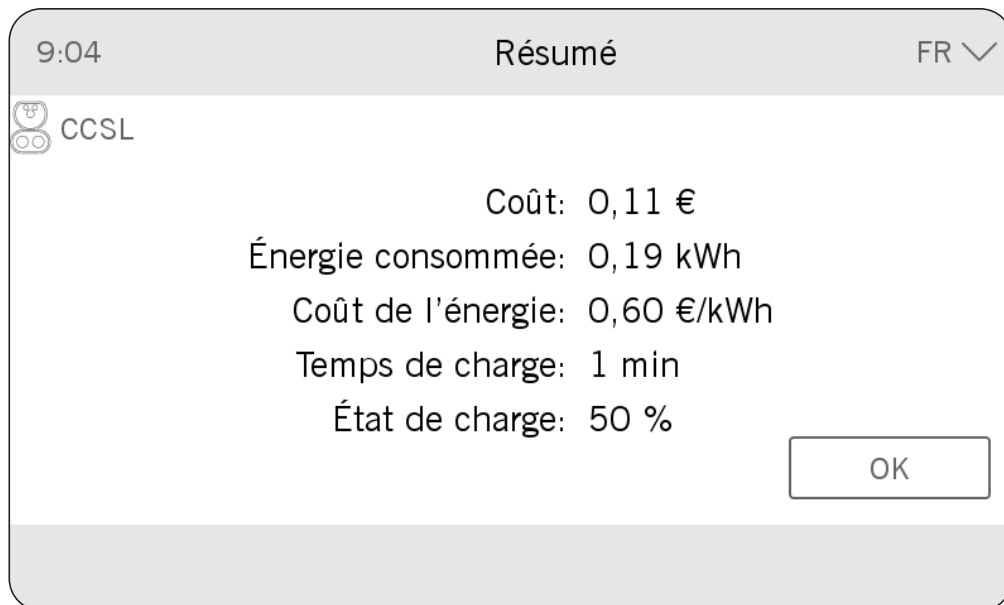 9:04 Résumé FR
CCSL
Coût: 0,11 €
Énergie consommée: 0,19 kWh
Coût de l'énergie: 0,60 €/kWh
Temps de charge: 1 min
État de charge: 50 %
OK